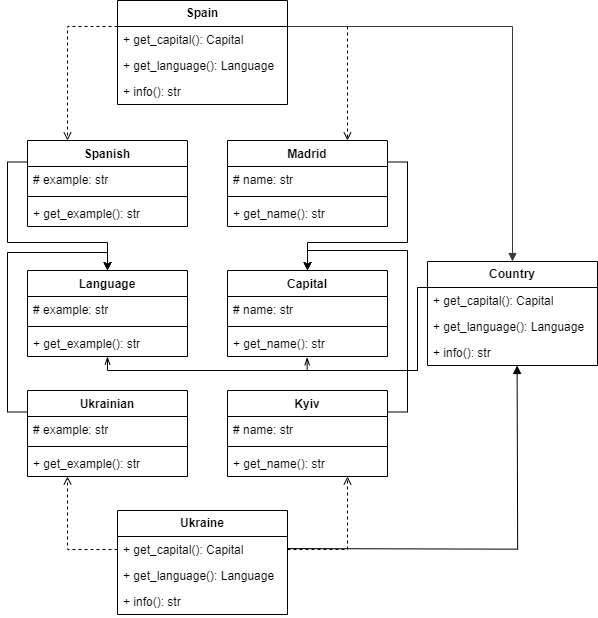 Spain
+ get_capital(): Capital
+ get_language(): Language
+ info(): str
Spanish
# example: str
+ get_example(): str
Madrid
# name: str
+ get_name(): str
Language
# example: str
+ get_example(): str
Capital
# name: str
+ get_name(): str
Country
+ get_capital(): Capital
+ get_language(): Language
+ info(): str
Ukrainian
# example: str
+ get_example(): str
Kyiv
# name: str
+ get_name(): str
Ukraine
+ get_capital(): Capital
+ get_language(): Language
+ info(): str